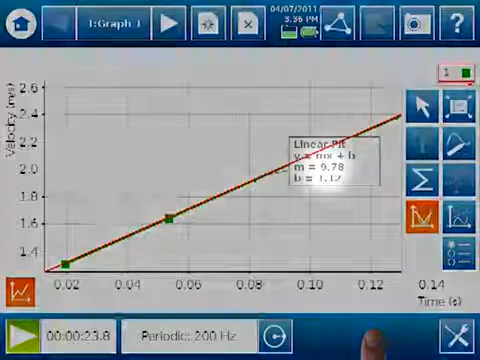 1:Graph 1
04/07/2011
3:36 PM
?
1
Velocity (m/s)
2.6
2.4
2.2
2.0
1.8
1.6
1.4
Linear Fit
y = mx + b
m = 9.78
b = 1.12
0.02
0.04
0.06
0.08
0.10
0.12
0.14
Time (s)
00:00:23.8
Periodic: 200 Hz